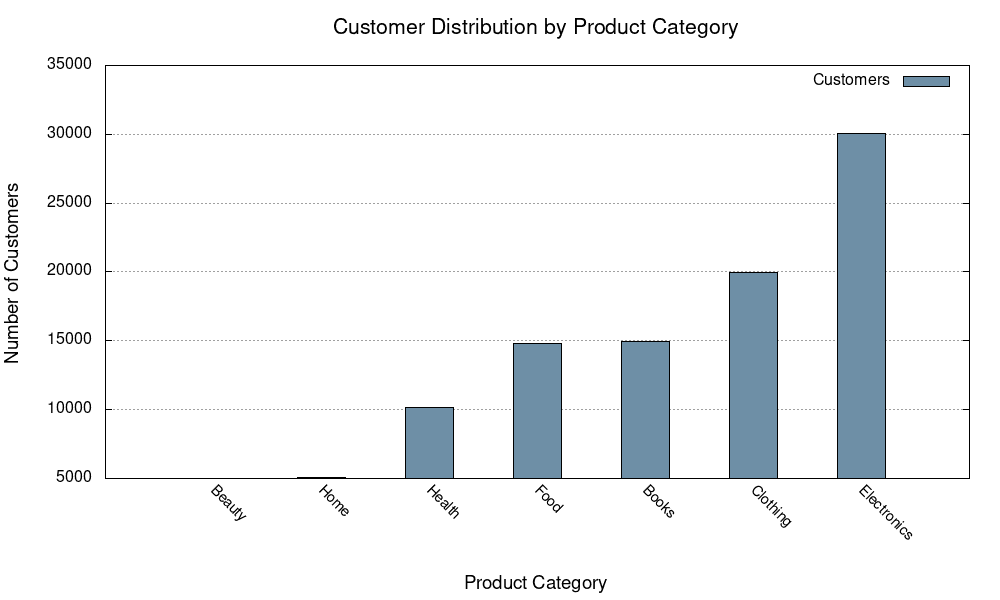 Customer Distribution by Product Category
Customers
Number of Customers
35000
30000
25000
20000
15000
10000
5000
Beauty
Home
Health
Food
Books
Clothing
Electronics
Product Category